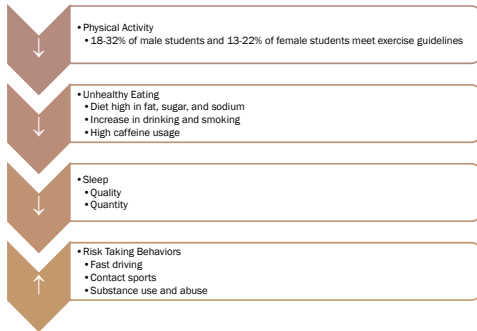 ↓
•Physical Activity
•18-32% of male students and 13-22% of female students meet exercise guidelines
↓
•Unhealthy Eating
•Diet high in fat, sugar, and sodium
•Increase in drinking and smoking
•High caffeine usage
↓
•Sleep
•Quality
•Quantity
↑
•Risk Taking Behaviors
•Fast driving
•Contact sports
•Substance use and abuse